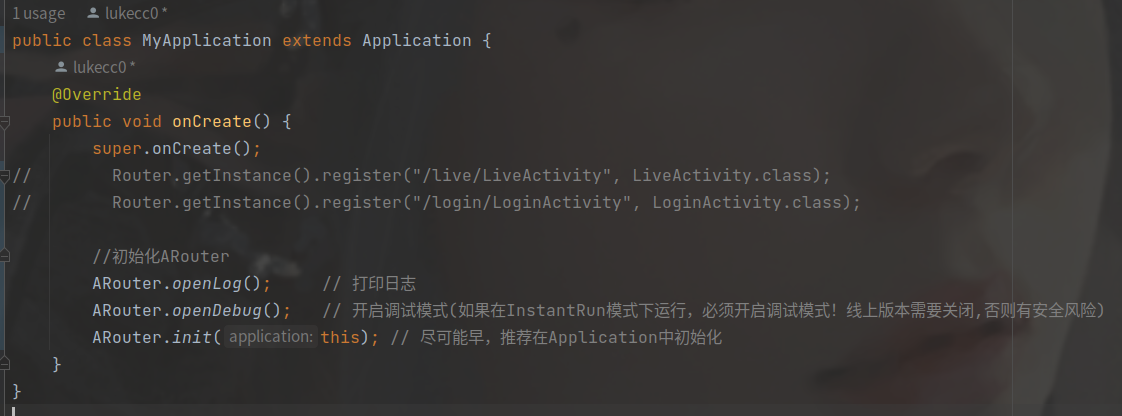 1 usage lukecc0 *
public class MyApplication extends Application {
lukecc0 *
@Override
public void onCreate() {
super.onCreate();
// Router.getInstance().register("/live/LiveActivity", LiveActivity.class);
// Router.getInstance().register("/login/LoginActivity", LoginActivity.class);
//初始化ARouter
ARouter.openLog(); // 打印日志
ARouter.openDebug(); // 开启调试模式(如果在InstantRun模式下运行，必须开启调试模式！线上版本需要关闭,否则有安全风险)
ARouter.init( application: this); // 尽可能早，推荐在Application中初始化
}
}